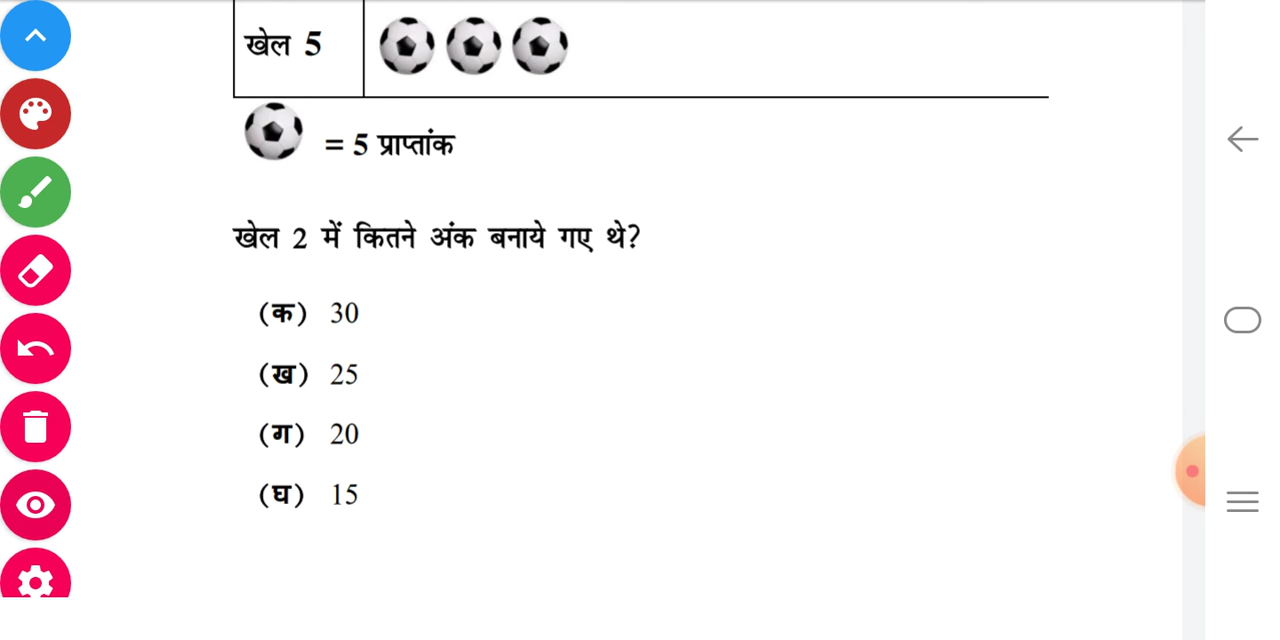 खेल 5
= 5 प्राप्तांक
खेल 2 में कितने अंक बनाये गए थे?
(क) 30
(ख) 25
(ग) 20
(घ) 15